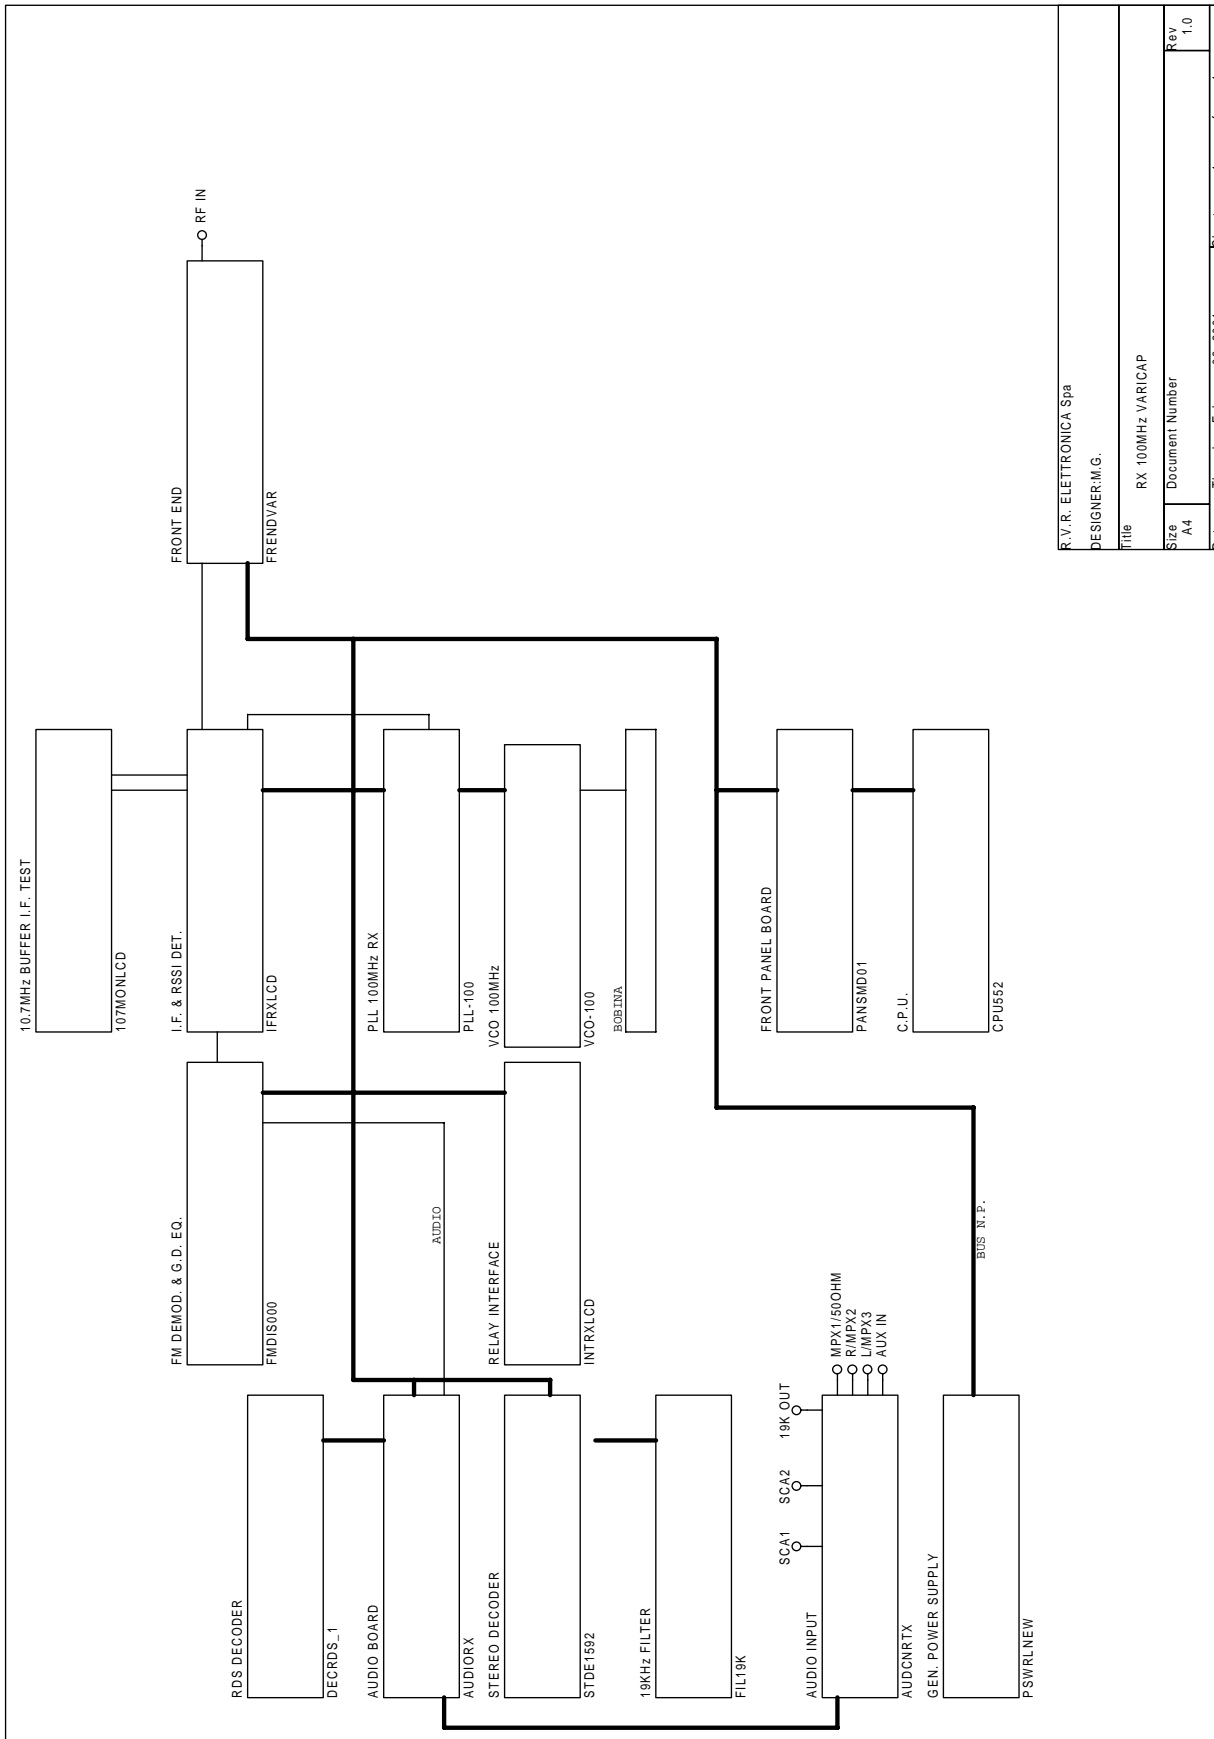 10.7MHz BUFFER I.F. TEST
107MONLCD
I.F. & RSSI DET.
IFRXLCD
FRONT END
FRENDVAR
RF IN
FM DEMOD. & G.D. EQ.
FMDIS000
PLL 100MHz RX
PLL-100
VCO 100MHz
VCO-100
BOBINA
AUDIO
RELAY INTERFACE
INTRXLCD
RDS DECODER
DECRDS_1
AUDIO BOARD
AUDIORX
STEREO DECODER
STDE1592
19KHz FILTER
FIL19K
FRONT PANEL BOARD
PANSMD01
C.P.U.
CPU552
SCA1
SCA2
19K OUT
MPX1/50OHM
R/MPX2
L/MPX3
AUX IN
AUDIO INPUT
AUDCNRTX
GEN. POWER SUPPLY
PSWRLNEW
BUS N.P.
R.V.R. ELETTRONICA Spa
DESIGNER:M.G.
Title
RX 100MHz VARICAP
Size
A4
Document Number
Rev
1.0